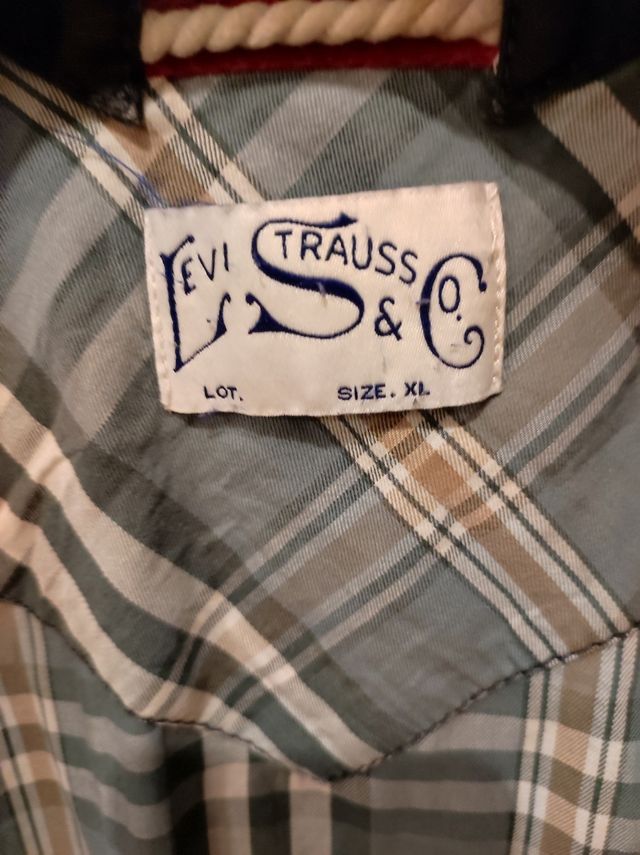 LEVI STRAUSS
& CO.
LOT. SIZE. XL